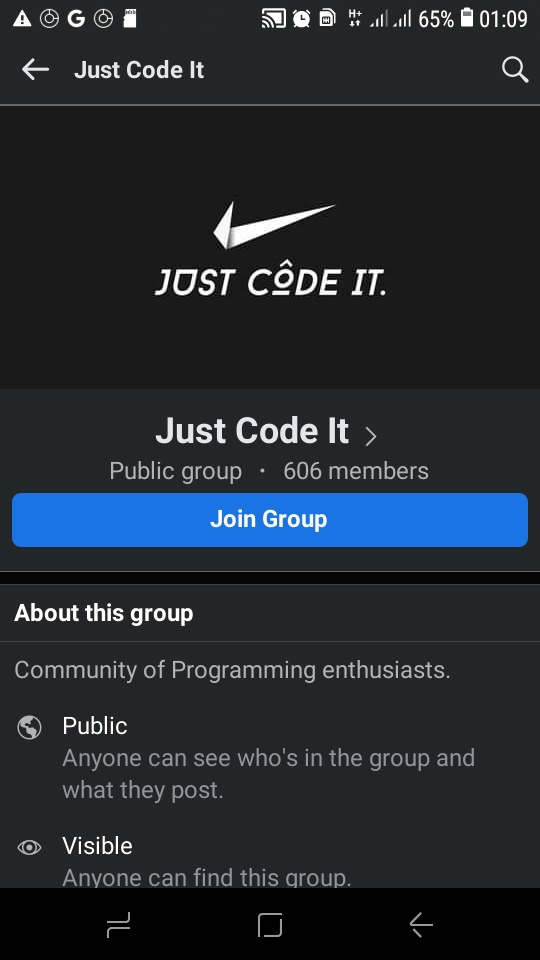 H+ 65% 01:09
Just Code It
JUST CÔDE IT.
Just Code It
Public group · 606 members
Join Group
About this group
Community of Programming enthusiasts.
Public
Anyone can see who's in the group and
what they post.
Visible
Anyone can find this group.